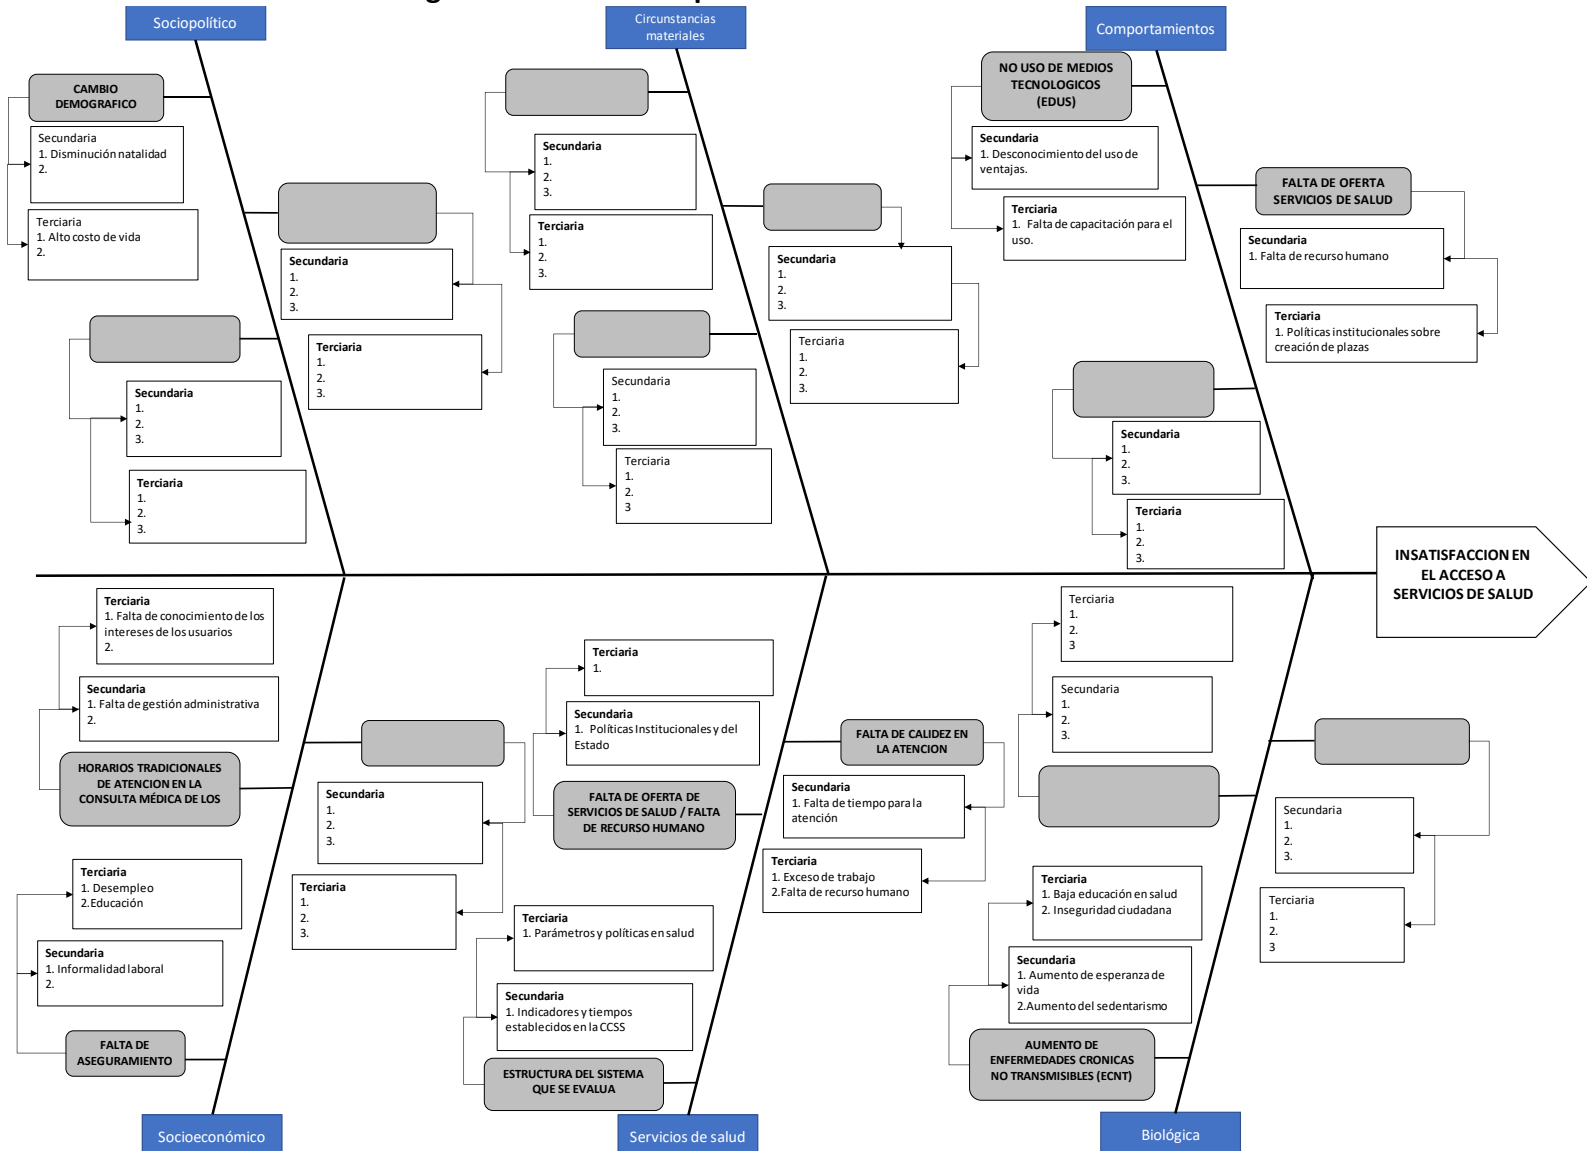 Sociopolítico
Circunstancias
materiales
Comportamientos
CAMBIO
DEMOGRAFICO
Secundaria
1. Disminución natalidad
2.
Terciaria
1. Alto costo de vida
2.
Secundaria
1.
2.
3.
Terciaria
1.
2.
3.
Secundaria
1.
2.
3.
Terciaria
1.
2.
3.
Secundaria
1.
2.
3.
Terciaria
1.
2.
3.
Secundaria
1.
2.
3.
Terciaria
1.
2.
3.
Secundaria
1.
2.
3.
Terciaria
1.
2.
3
NO USO DE MEDIOS
TECNOLOGICOS
(EDUS)
Secundaria
1. Desconocimiento del uso de
ventajas.
Terciaria
1. Falta de capacitación para el
uso.
FALTA DE OFERTA
SERVICIOS DE SALUD
Secundaria
1. Falta de recurso humano
Terciaria
1. Políticas institucionales sobre
creación de plazas
Secundaria
1.
2.
3.
Terciaria
1.
2.
3.
INSATISFACCION EN
EL ACCESO A
SERVICIOS DE SALUD
Terciaria
1. Falta de conocimiento de los
intereses de los usuarios
2.
Secundaria
1. Falta de gestión administrativa
2.
HORARIOS TRADICIONALES
DE ATENCION EN LA
CONSULTA MÉDICA DE LOS
Secundaria
1.
2.
3.
Terciaria
1.
2.
3.
Terciaria
1. Desempleo
2.Educación
Secundaria
1. Informalidad laboral
2.
FALTA DE
ASEGURAMIENTO
Terciaria
1.
Secundaria
1. Políticas Institucionales y del
Estado
FALTA DE OFERTA DE
SERVICIOS DE SALUD / FALTA
DE RECURSO HUMANO
FALTA DE CALIDEZ EN
LA ATENCION
Secundaria
1. Falta de tiempo para la
atención
Terciaria
1. Exceso de trabajo
2.Falta de recurso humano
Terciaria
1. Parámetros y políticas en salud
Secundaria
1. Indicadores y tiempos
establecidos en la CCSS
ESTRUCTURA DEL SISTEMA
QUE SE EVALUA
Terciaria
1.
2.
3
Secundaria
1.
2.
3.
Secundaria
1.
2.
3.
Terciaria
1.
2.
3
Terciaria
1. Baja educación en salud
2. Inseguridad ciudadana
Secundaria
1. Aumento de esperanza de
vida
2.Aumento del sedentarismo
AUMENTO DE
ENFERMEDADES CRONICAS
NO TRANSMISIBLES (ECNT)
Socioeconómico
Servicios de salud
Biológica